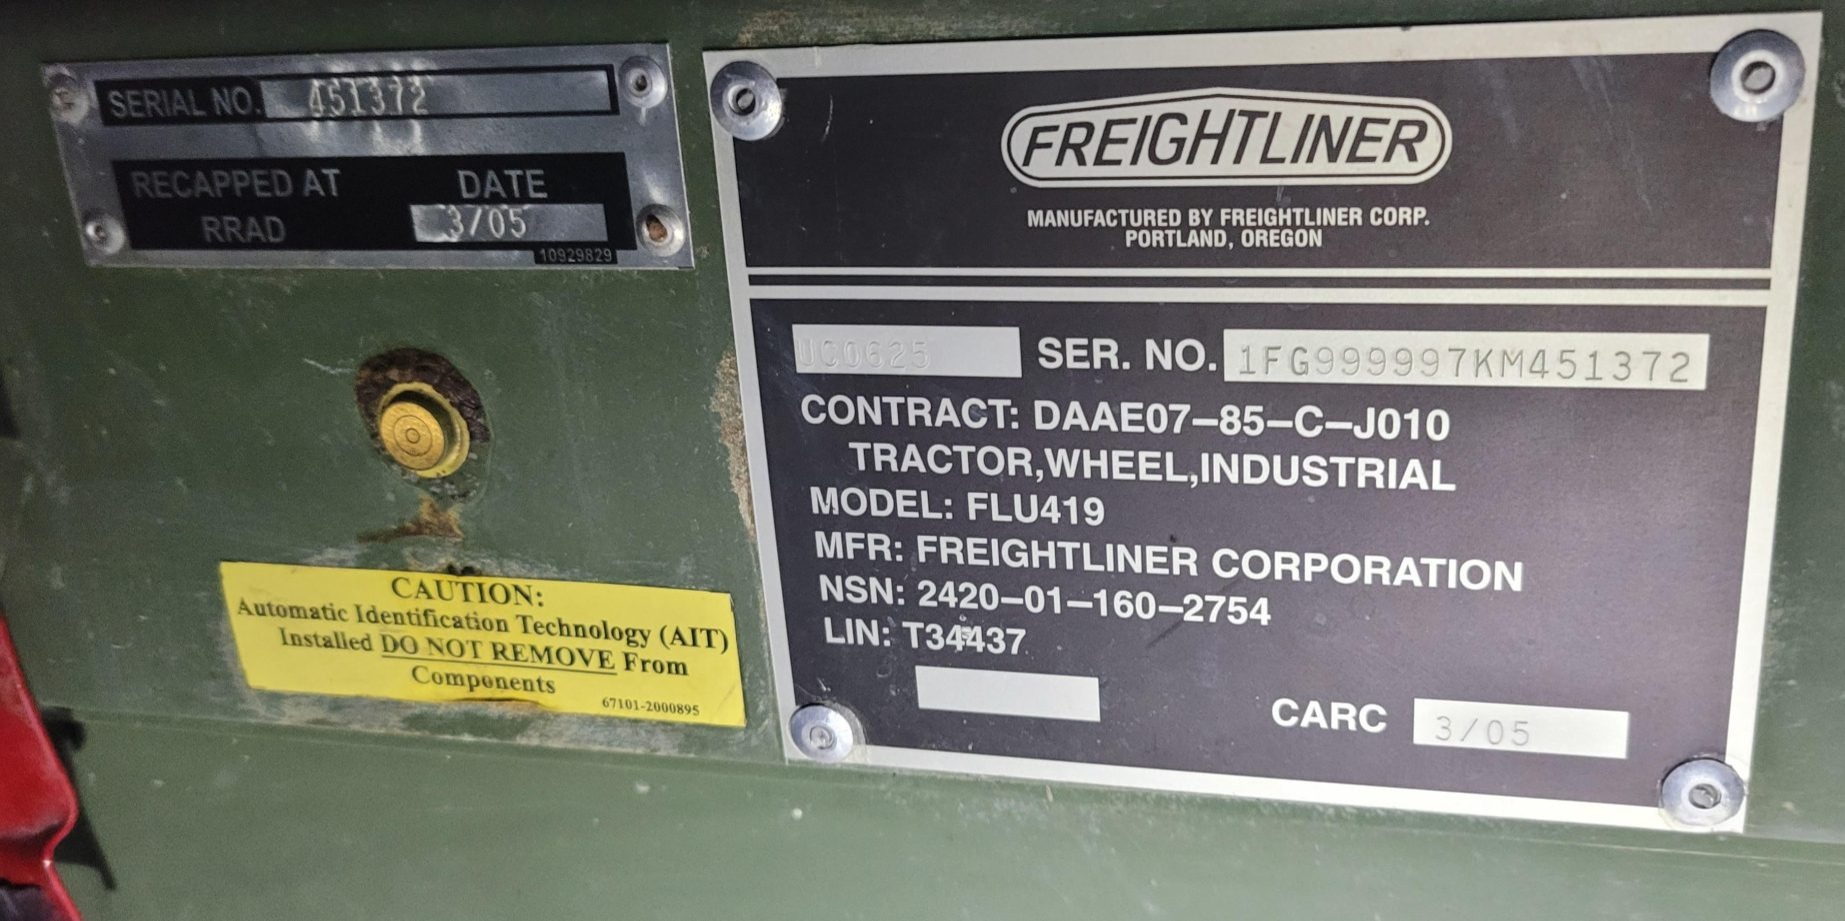 SERIAL NO. 451372
RECAPPED AT DATE
RRAD 3/05
10929829
CAUTION:
Automatic Identification Technology (AIT)
Installed DO NOT REMOVE From
Components
67101-2000895
FREIGHTLINER
MANUFACTURED BY FREIGHTLINER CORP.
PORTLAND, OREGON
UC0625 SER. NO. 1FG999997KM451372
CONTRACT: DAAE07-85-C-J010
TRACTOR,WHEEL,INDUSTRIAL
MODEL: FLU419
MFR: FREIGHTLINER CORPORATION
NSN: 2420-01-160-2754
LIN: T34437
CARC 3/05